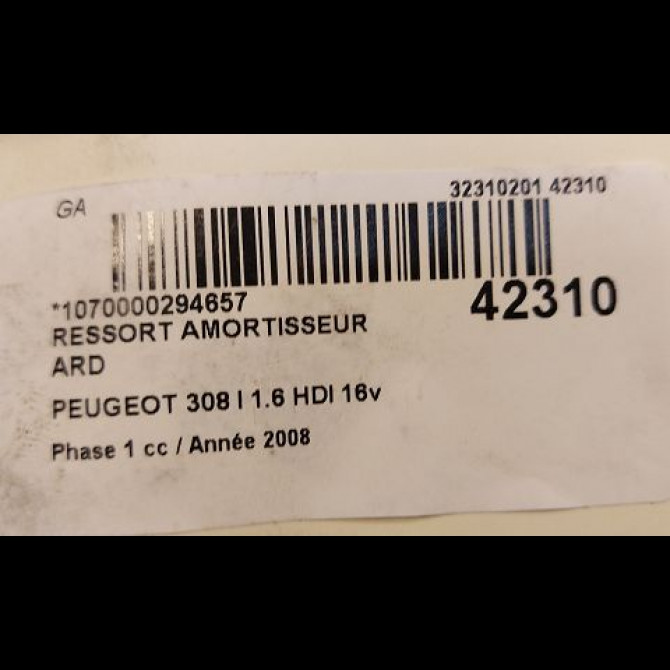 GA
32310201 42310
*1070000294657
42310
RESSORT AMORTISSEUR
ARD
PEUGEOT 308 I 1.6 HDI 16v
Phase 1 cc / Année 2008